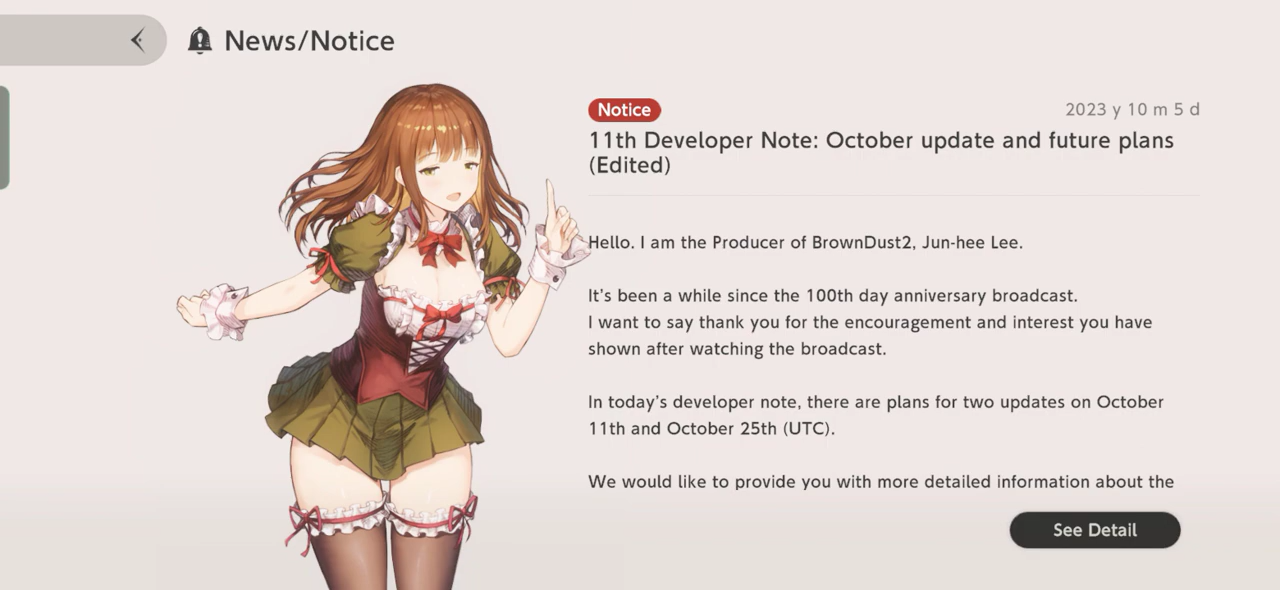 News/Notice
Notice
2023 y 10 m 5 d
11th Developer Note: October update and future plans
(Edited)
Hello. I am the Producer of BrownDust2, Jun-hee Lee.
It's been a while since the 100th day anniversary broadcast.
I want to say thank you for the encouragement and interest you have
shown after watching the broadcast.
In today's developer note, there are plans for two updates on October
11th and October 25th (UTC).
We would like to provide you with more detailed information about the
See Detail